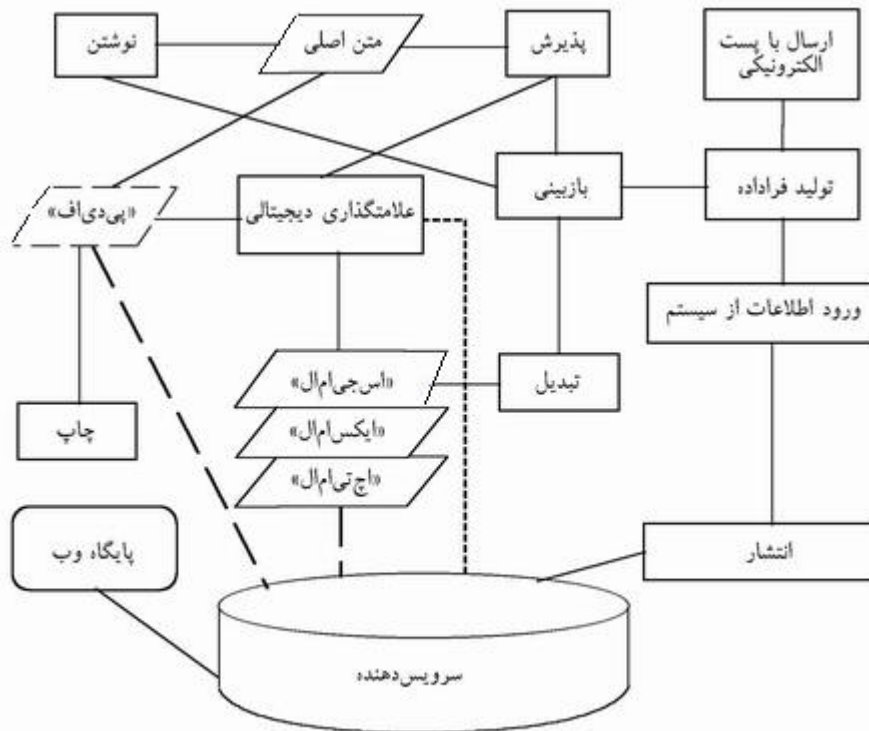 ارسال با پست
الکترونیکی
پذیرش
متن اصلی
نوشتن
تولید فراداده
بازبینی
علامتگذاری دیجیتالی
«پی‌دی‌اف»
ورود اطلاعات از سیستم
تبدیل
«اس‌جی‌ام‌ال»
چاپ
«ایکس‌ام‌ال»
«اچ‌تی‌ام‌ال»
انتشار
پایگاه وب
سرویس‌دهنده